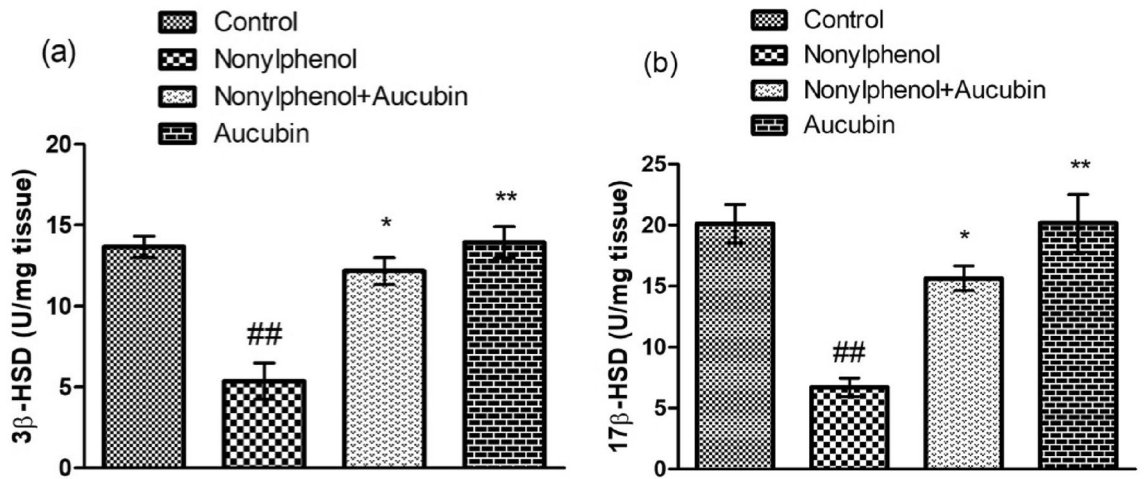 (a)
Control
Nonylphenol
Nonylphenol+Aucubin
Aucubin
3β-HSD (U/mg tissue)
20
15
10
5
0
##
*
**
(b)
Control
Nonylphenol
Nonylphenol+Aucubin
Aucubin
17β-HSD (U/mg tissue)
25
20
15
10
5
0
##
*
**